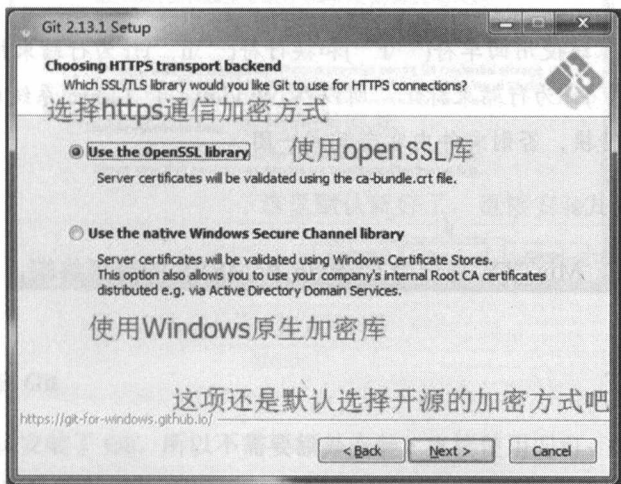 Git 2.13.1 Setup
Choosing HTTPS transport backend
Which SSL/TLS library would you like Git to use for HTTPS connections?
选择https通信加密方式
Use the OpenSSL library
使用openSSL库
Server certificates will be validated using the ca-bundle.crt file.
Use the native Windows Secure Channel library
Server certificates will be validated using Windows Certificate Stores.
This option also allows you to use your company's internal Root CA certificates
distributed e.g. via Active Directory Domain Services.
使用Windows原生加密库
这项还是默认选择开源的加密方式吧
https://git-for-windows.github.io/
< Back
Next >
Cancel